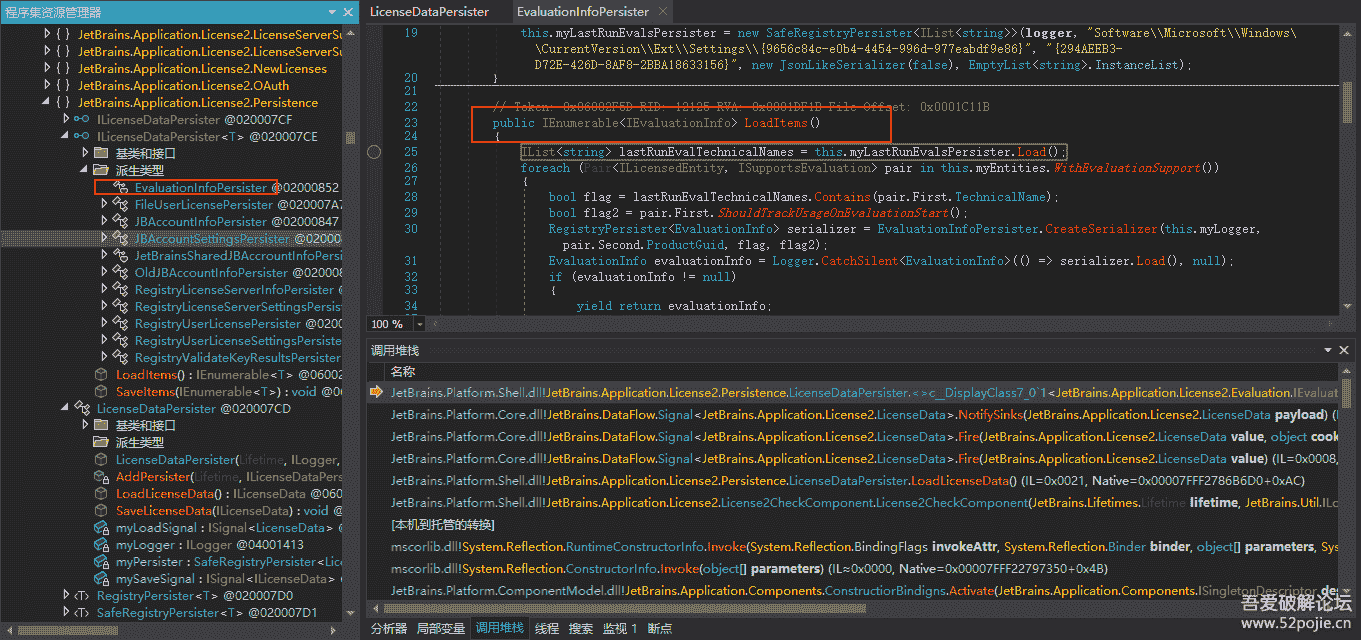 程序集资源管理器
JetBrains.Application.License2.LicenseServerSu
JetBrains.Application.License2.NewLicenses
JetBrains.Application.License2.OAuth
JetBrains.Application.License2.Persistence
ILicenseDataPersister @020007CF
ILicenseDataPersister<T> @020007CE
基类和接口
派生类型
EvaluationInfoPersister @02000852
FileUserLicensePersister @020007A7
JBAccountInfoPersister @02000847
JBAccountSettingsPersister @02000
JetBrainsSharedJBAccrountInfoPersi
OldJBAccountInfoPersister @020008
RegistryLicenseServerInfoPersister
RegistryLicenseServerSettingsPersist
RegistryUserLicensePersister @0200
RegistryUserLicenseSettingsPersiste
RegistryValidateKeyResultsPersister
LoadItems() : IEnumerable<T> @06002
SaveItems(IEnumerable<T>) : void @0
LicenseDataPersister @020007CD
基类和接口
派生类型
LicenseDataPersister(Lifetime, ILogger,
AddPersister(Lifetime, ILicenseDataP
LoadLicenseData() : ILicenseData @060
SaveLicenseData(ILicenseData) : void @
myLoadSignal : ISignal<LicenseData> @
myLogger : ILogger @04001413
myPersister : SafeRegistryPersister<Lic
mySaveSignal : ISignal<ILicenseData>
RegistryPersister<T> @020007D0
SafeRegistryPersister<T> @020007D1
LicenseDataPersister EvaluationInfoPersister
19 this.myLastRunEvalsPersister = new SafeRegistryPersister<IList<string>>(logger, "Software\\Microsoft\\Windows\
\CurrentVersion\\Ext\\Settings\\{9656c84c-e0b4-4454-996d-977eabdf9e86}", "{294AEEB3-
D72E-426D-8AF8-2BBA18633156}", new JsonLikeSerializer(false), EmptyList<string>.InstanceList);
20 }
21
22 // Token: 0x06002F5D RID: 12125 RVA: 0x0001DF1B File Offset: 0x0001C11B
23 public IEnumerable<IEvaluationInfo> LoadItems()
24 {
25 IList<string> lastRunEvalTechnicalNames = this.myLastRunEvalsPersister.Load();
26 foreach (Pair<ILicensedEntity, ISupportsEvaluation> pair in this.myEntities.WithEvaluationSupport())
27 {
28 bool flag = lastRunEvalTechnicalNames.Contains(pair.First.TechnicalName);
29 bool flag2 = pair.First.ShouldTrackUsageOnEvaluationStart();
30 RegistryPersister<EvaluationInfo> serializer = EvaluationInfoPersister.CreateSerializer(this.myLogger,
pair.Second.ProductGuid, flag, flag2);
31 EvaluationInfo evaluationInfo = Logger.CatchSilent<EvaluationInfo>(() => serializer.Load(), null);
32 if (evaluationInfo != null)
33 {
34 yield return evaluationInfo;
100 %
调用堆栈
名称
JetBrains.Platform.Shell.dll!JetBrains.Application.License2.Persistence.LicenseDataPersister.<>c__DisplayClass7_0`1<JetBrains.Application.License2.Evaluation.IEvaluat
JetBrains.Platform.Core.dll!JetBrains.DataFlow.Signal<JetBrains.Application.License2.LicenseData>.NotifySinks(JetBrains.Application.License2.LicenseData payload) (I
JetBrains.Platform.Core.dll!JetBrains.DataFlow.Signal<JetBrains.Application.License2.LicenseData>.Fire(JetBrains.Application.License2.LicenseData value, object cook
JetBrains.Platform.Core.dll!JetBrains.DataFlow.Signal<JetBrains.Application.License2.LicenseData>.Fire(JetBrains.Application.License2.LicenseData value) (IL=0x0008,
JetBrains.Platform.Shell.dll!JetBrains.Application.License2.Persistence.LicenseDataPersister.LoadLicenseData() (IL=0x0021, Native=0x00007FFF2786B6D0+0xAC)
JetBrains.Platform.Shell.dll!JetBrains.Application.License2.License2CheckComponent.License2CheckComponent(JetBrains.Lifetimes.Lifetime lifetime, JetBrains.Util.ILo
[本机到托管的转换]
mscorlib.dll!System.Reflection.RuntimeConstructorInfo.Invoke(System.Reflection.BindingFlags invokeAttr, System.Reflection.Binder binder, object[] parameters, Sys
mscorlib.dll!System.Reflection.ConstructorInfo.Invoke(object[] parameters) (IL≈0x0000, Native=0x00007FFF22797350+0x4B)
JetBrains.Platform.ComponentModel.dll!JetBrains.Application.Components.ConstructiorBindigns.Activate(JetBrains.Application.Components.ISingletonDescriptor de
分析器 局部变量 调用堆栈 线程 搜索 监视 1 断点
吾爱破解论坛
www.52pojie.cn